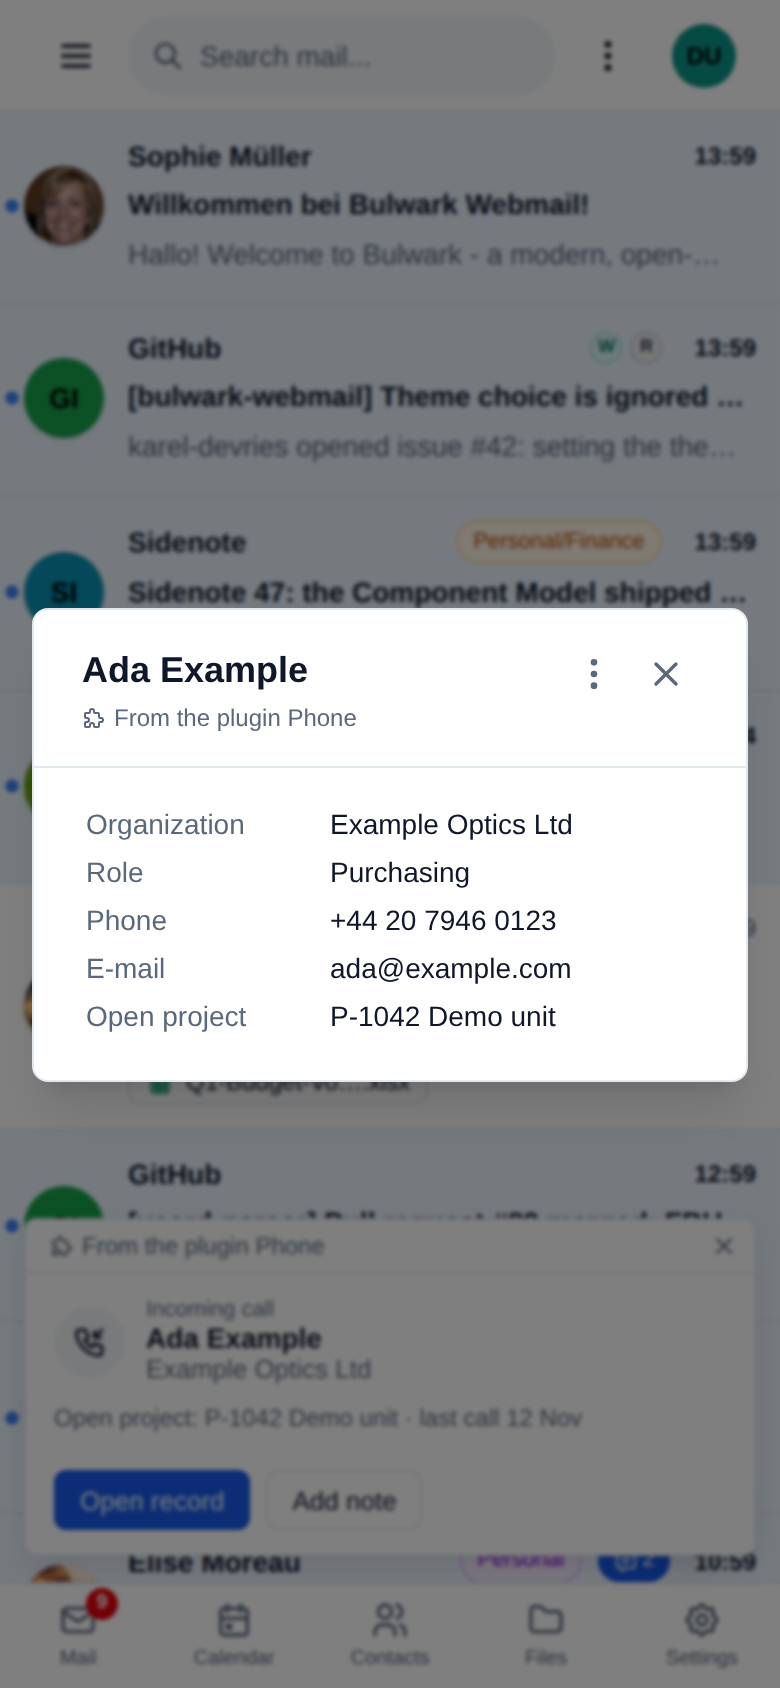 Search mail...
DU
Sophie Müller 13:59
Willkommen bei Bulwark Webmail!
Hallo! Welcome to Bulwark - a modern, open-…
GitHub W R 13:59
GI
[bulwark-webmail] Theme choice is ignored …
karel-devries opened issue #42: setting the the…
Sidenote Personal/Finance 13:59
SI
Sidenote 47: the Component Model shipped …
Ada Example
From the plugin Phone
Organization Example Optics Ltd
Role Purchasing
Phone +44 20 7946 0123
E-mail ada@example.com
Open project P-1042 Demo unit
GitHub 12:59
From the plugin Phone
Incoming call
Ada Example
Example Optics Ltd
Open project: P-1042 Demo unit · last call 12 Nov
Open record Add note
Elise Moreau Personal 2 10:59
9
Mail Calendar Contacts Files Settings